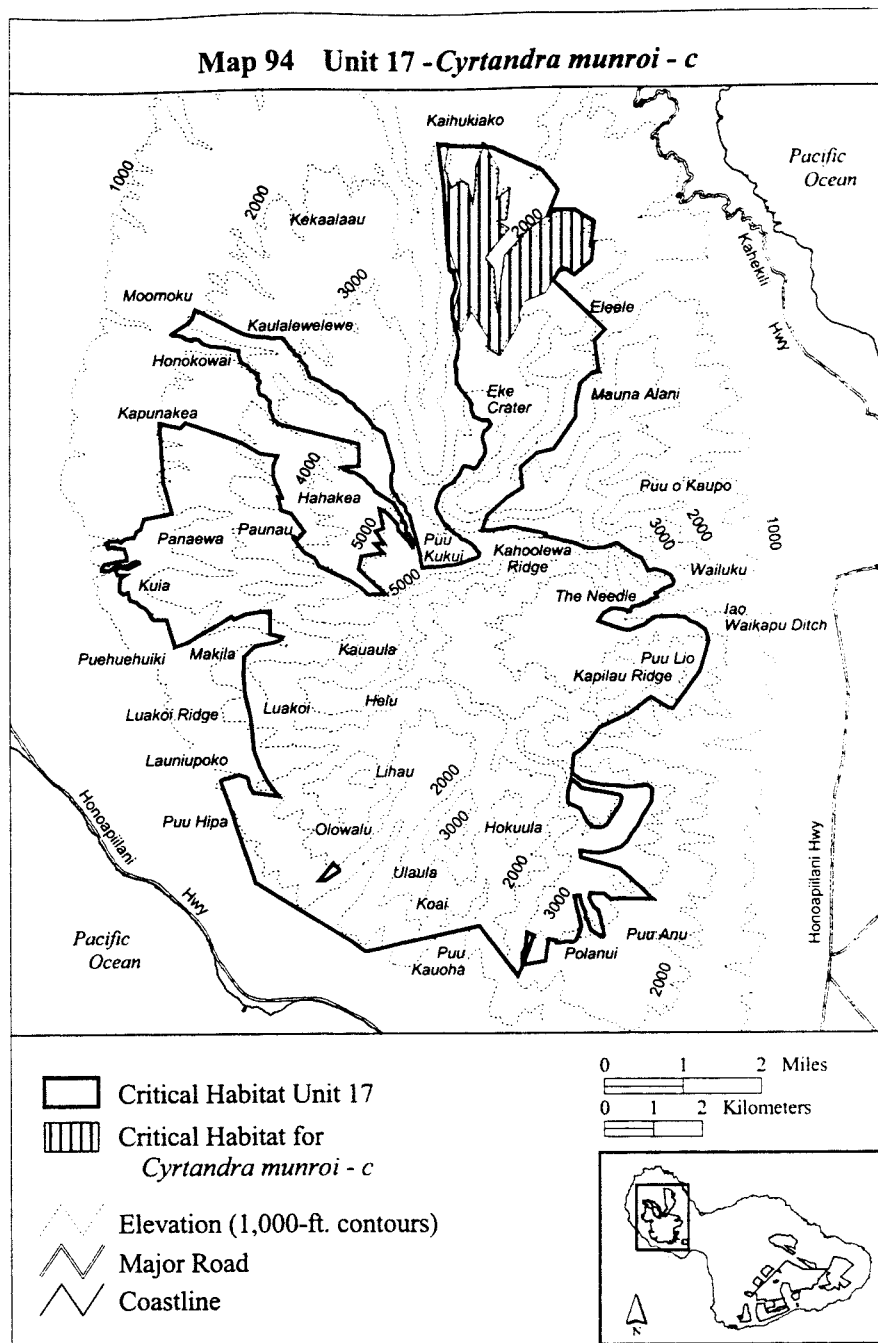 Map 94 Unit 17 - Cyrtandra munroi - c
Kaihukiako
Pacific
Ocean
1000
2000
Kekaalaau
2000
Kahekili
Hwy
3000
Moomoku
Kaulalewelewe
Eleele
Honokowai
Eke
Crater
Mauna Alani
Kapunakea
4000
Hahakea
Puu o Kaupo
3000
2000
1000
Panaewa
Paunau
5000
Puu
Kukui
Kahoolewa
Ridge
Wailuku
Kuia
5000
The Needle
Iao
Waikapu Ditch
Puehuehuiki
Makila
Kauaula
Puu Lio
Kapilau Ridge
Luakoi Ridge
Luakoi
Helu
Launiupoko
Lihau
2000
Honoapiilani
Hwy
Puu Hipa
Olowalu
3000
Hokuula
Ulaula
2000
Koai
3000
Honoapiilani Hwy
Pacific
Ocean
Puu
Kauoha
Polanui
Puu Anu
2000
Critical Habitat Unit 17
Critical Habitat for
Cyrtandra munroi - c
Elevation (1,000-ft. contours)
Major Road
Coastline
0 1 2 Miles
0 1 2 Kilometers
N